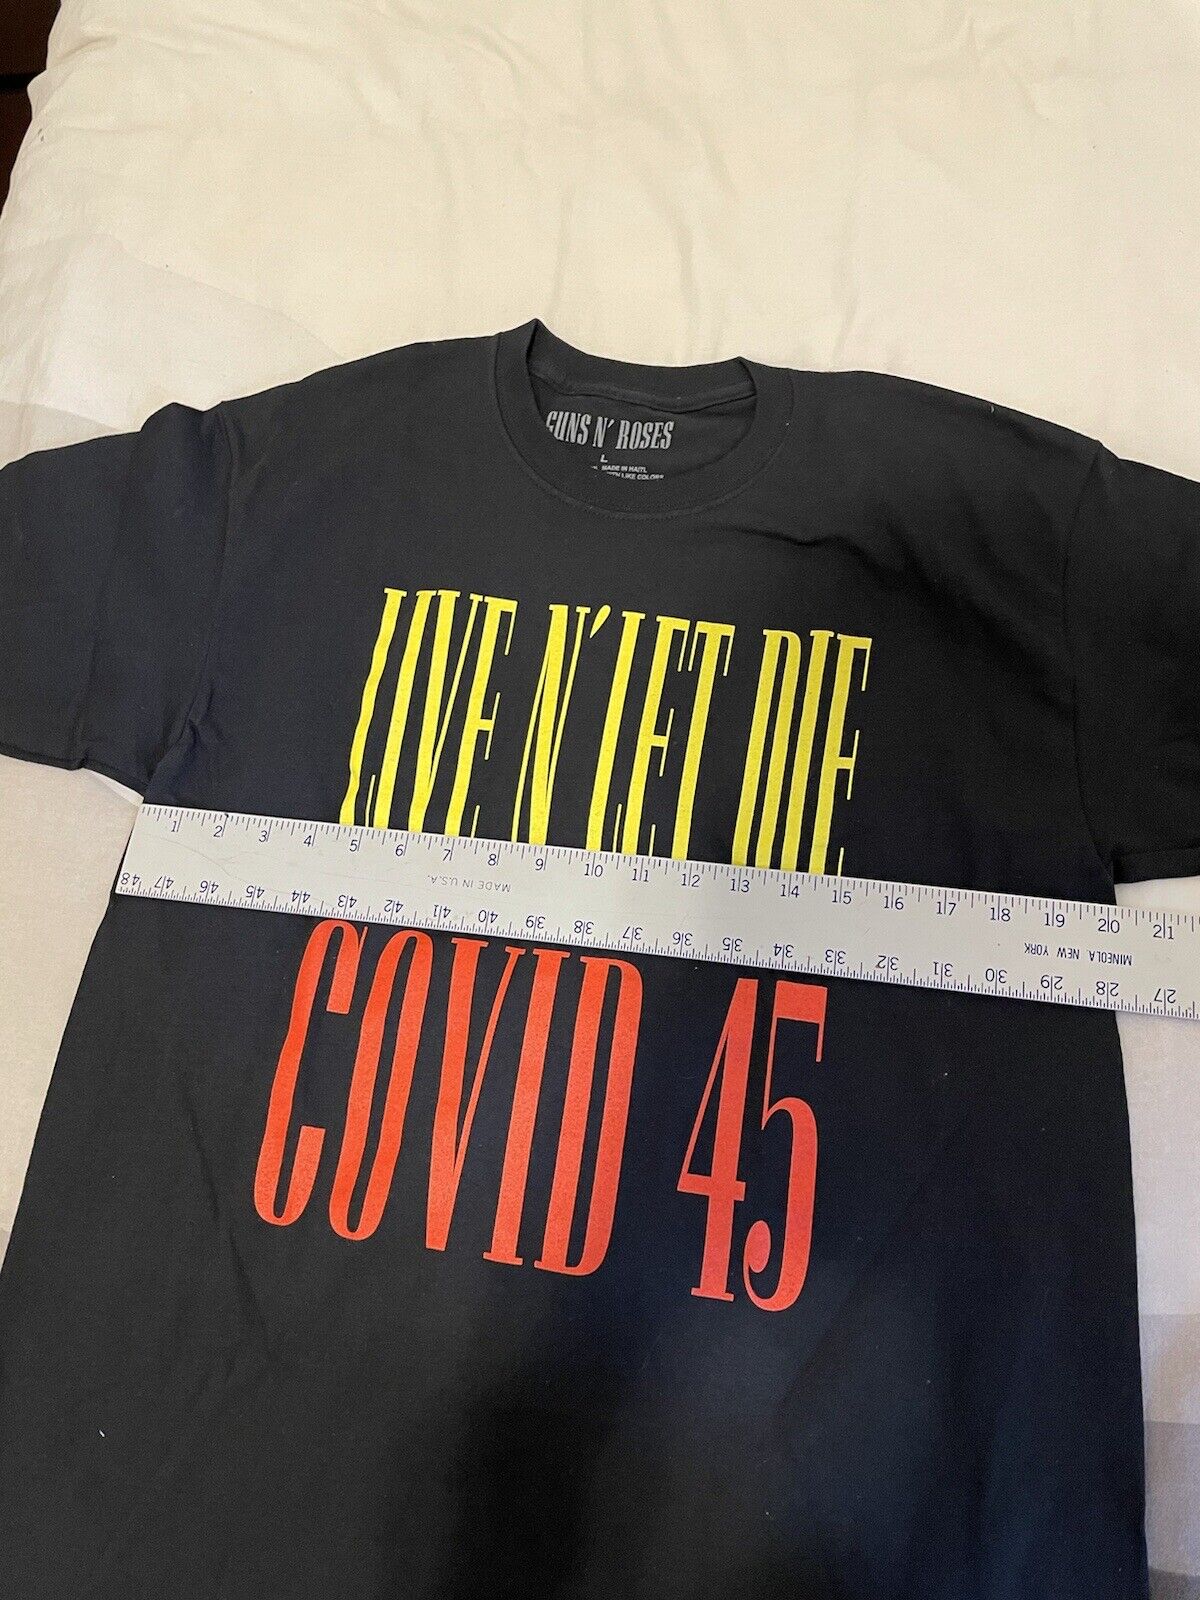 GUNS N' ROSES
L
MADE IN HAITI.
LIKE COLORS
LIVE N' LET DIE
1 2 3 4 5 6 7 8 9 10 11 12 13 14 15 16 17 18 19 20 21
MADE IN U.S.A.
MINEOLA, NEW YORK
48 47 46 45 44 43 42 41 40 39 38 37 36 35 34 33 32 31 30 29 28 27
COVID 45